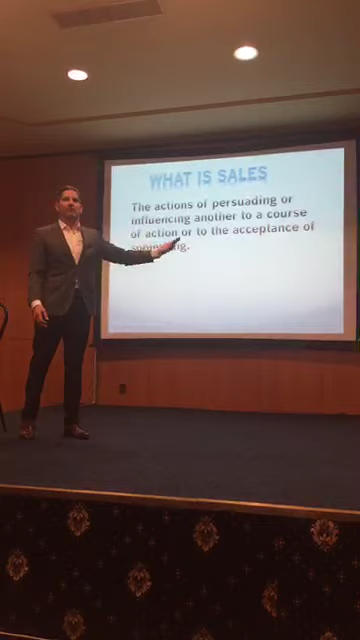 WHAT IS SALES
The actions of persuading or
influencing another to a course
of action or to the acceptance of
something.